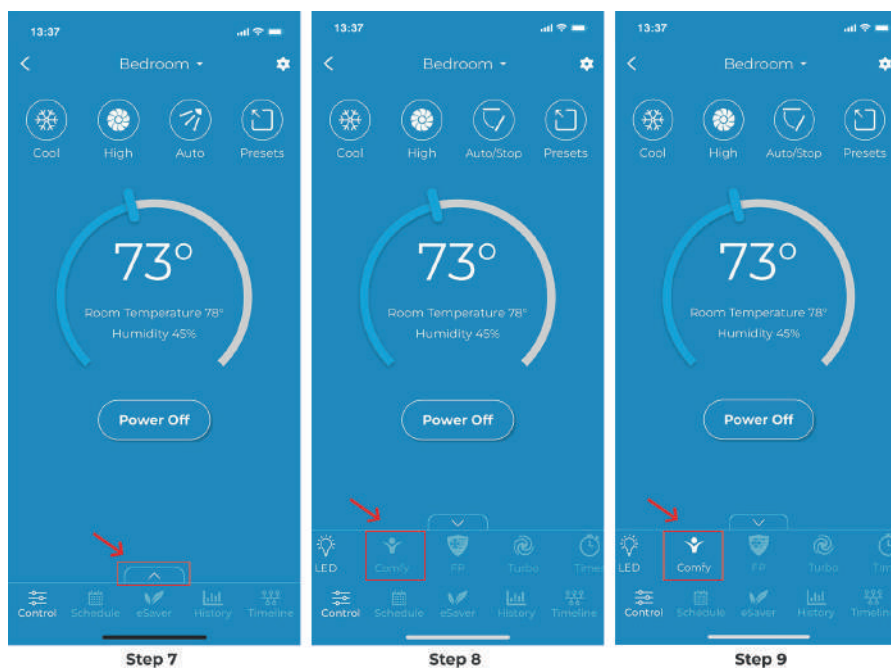 13:37
Bedroom
Cool High Auto Presets
73°
Room Temperature 78°
Humidity 45%
Power Off
Control Schedule eSaver History Timeline
Step 7
13:37
Bedroom
Cool High Auto/Stop Presets
73°
Room Temperature 78°
Humidity 45%
Power Off
LED Comfy FP Turbo Timer
Control Schedule eSaver History Timeline
Step 8
13:37
Bedroom
Cool High Auto/Stop Presets
73°
Room Temperature 78°
Humidity 45%
Power Off
LED Comfy FP Turbo Tim
Control Schedule eSaver History Timelin
Step 9